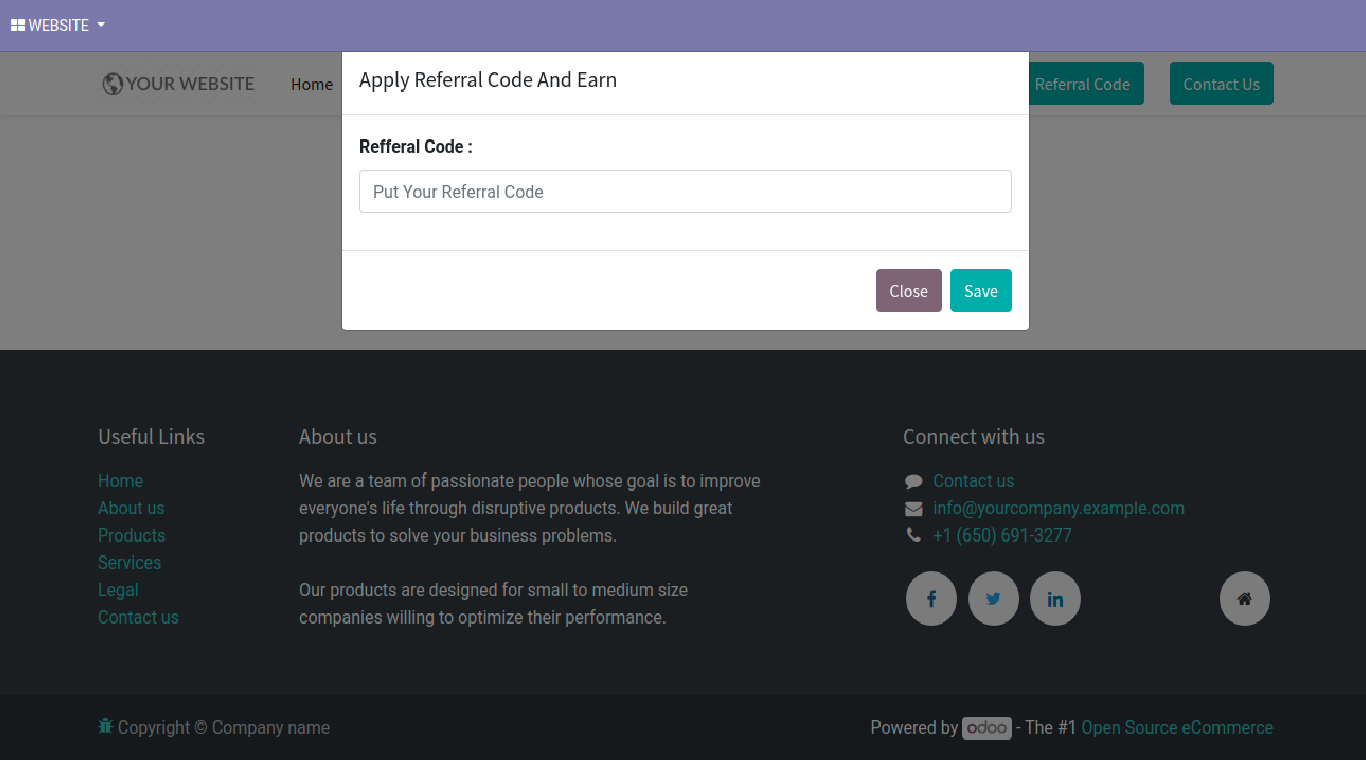 WEBSITE
YOUR WEBSITE
Home
Apply Referral Code And Earn
Referral Code
Contact Us
Refferal Code :
Put Your Referral Code
Close
Save
Useful Links
Home
About us
Products
Services
Legal
Contact us
About us
We are a team of passionate people whose goal is to improve
everyone's life through disruptive products. We build great
products to solve your business problems.
Our products are designed for small to medium size
companies willing to optimize their performance.
Connect with us
Contact us
info@yourcompany.example.com
+1 (650) 691-3277
Copyright © Company name
Powered by odoo - The #1 Open Source eCommerce